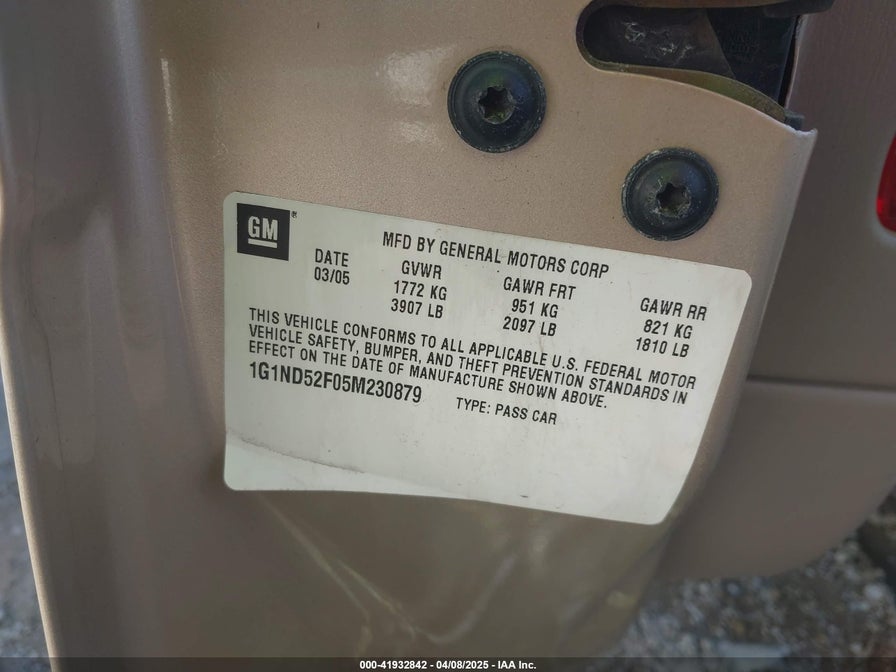 GM®
MFD BY GENERAL MOTORS CORP
DATE GVWR GAWR FRT GAWR RR
03/05 1772 KG 951 KG 821 KG
3907 LB 2097 LB 1810 LB
THIS VEHICLE CONFORMS TO ALL APPLICABLE U.S. FEDERAL MOTOR
VEHICLE SAFETY, BUMPER, AND THEFT PREVENTION STANDARDS IN
EFFECT ON THE DATE OF MANUFACTURE SHOWN ABOVE.
1G1ND52F05M230879 TYPE: PASS CAR
000-41932842 | 04/08/2025 - IAA Inc.